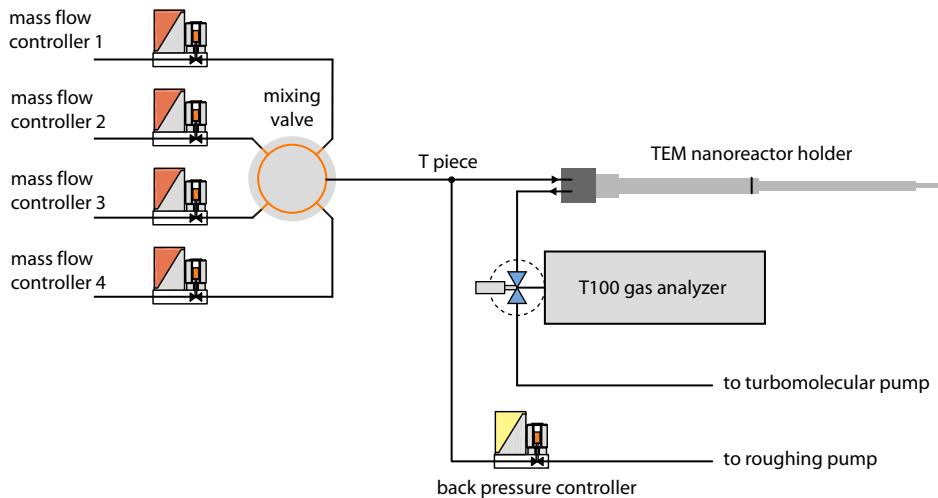 mass flow
controller 1
mass flow
controller 2
mixing
valve
T piece
TEM nanoreactor holder
mass flow
controller 3
mass flow
controller 4
T100 gas analyzer
to turbomolecular pump
to roughing pump
back pressure controller